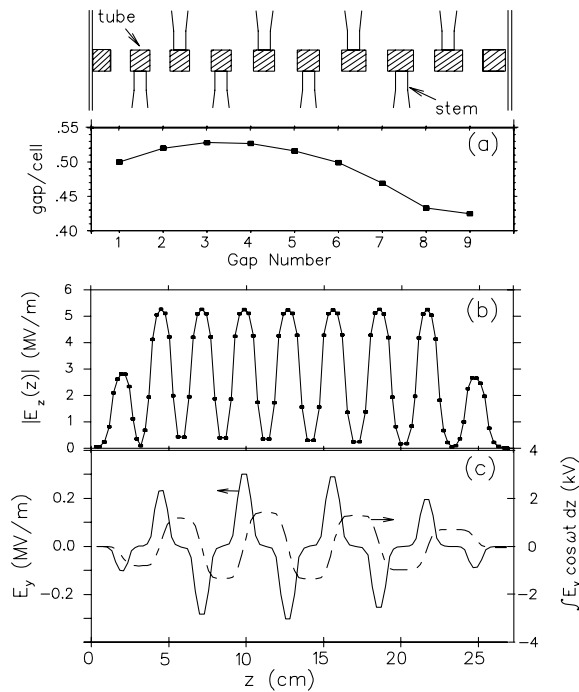 tube
stem
(a)
gap/cell
.55
.50
.45
.40
1 2 3 4 5 6 7 8 9
Gap Number
(b)
|E_z(z)| (MV/m)
6
5
4
3
2
1
0
(c)
E_y (MV/m)
0.2
0.0
-0.2
4
2
0
-2
-4
∫E_y cosωt dz (kV)
0 5 10 15 20 25
z (cm)